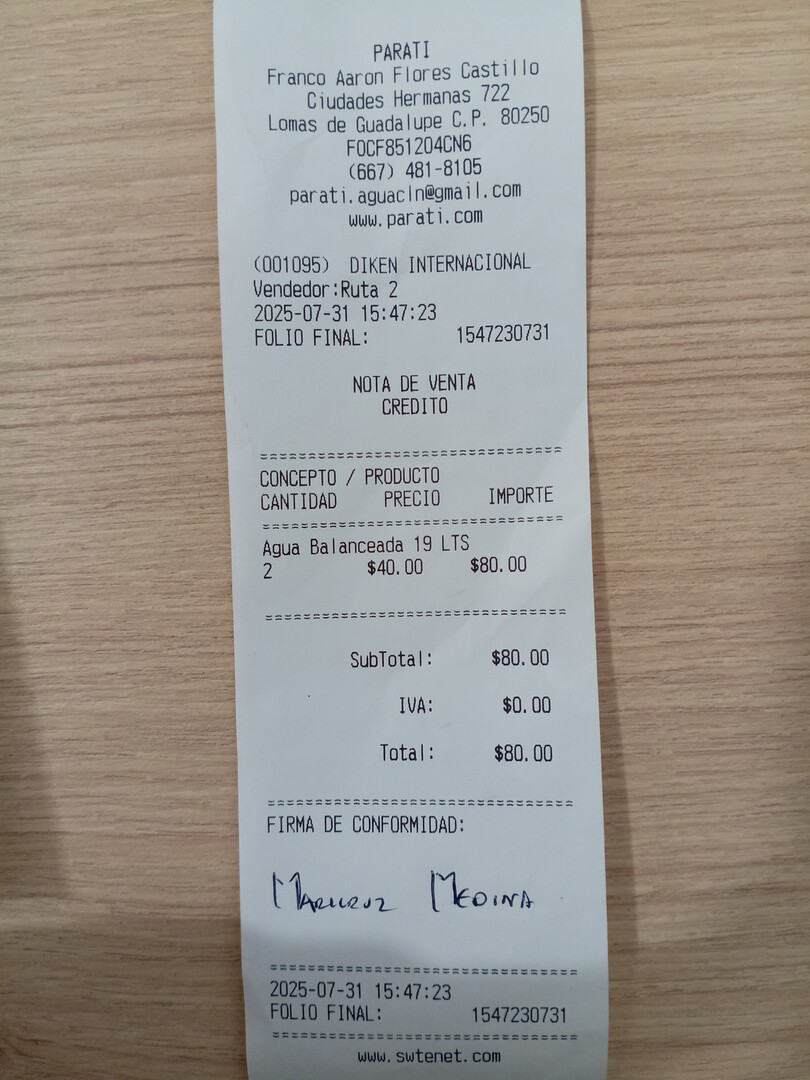 PARATI
Franco Aaron Flores Castillo
Ciudades Hermanas 722
Lomas de Guadalupe C.P. 80250
FOCF851204CN6
(667) 481-8105
parati.aguacln@gmail.com
www.parati.com
(001095) DIKEN INTERNACIONAL
Vendedor:Ruta 2
2025-07-31 15:47:23
FOLIO FINAL: 1547230731
NOTA DE VENTA
CREDITO
===============================
CONCEPTO / PRODUCTO
CANTIDAD PRECIO IMPORTE
===============================
Agua Balanceada 19 LTS
2 $40.00 $80.00
===============================
SubTotal: $80.00
IVA: $0.00
Total: $80.00
===============================
FIRMA DE CONFORMIDAD:
Maricruz Medina
===============================
2025-07-31 15:47:23
FOLIO FINAL: 1547230731
===============================
www.swtenet.com